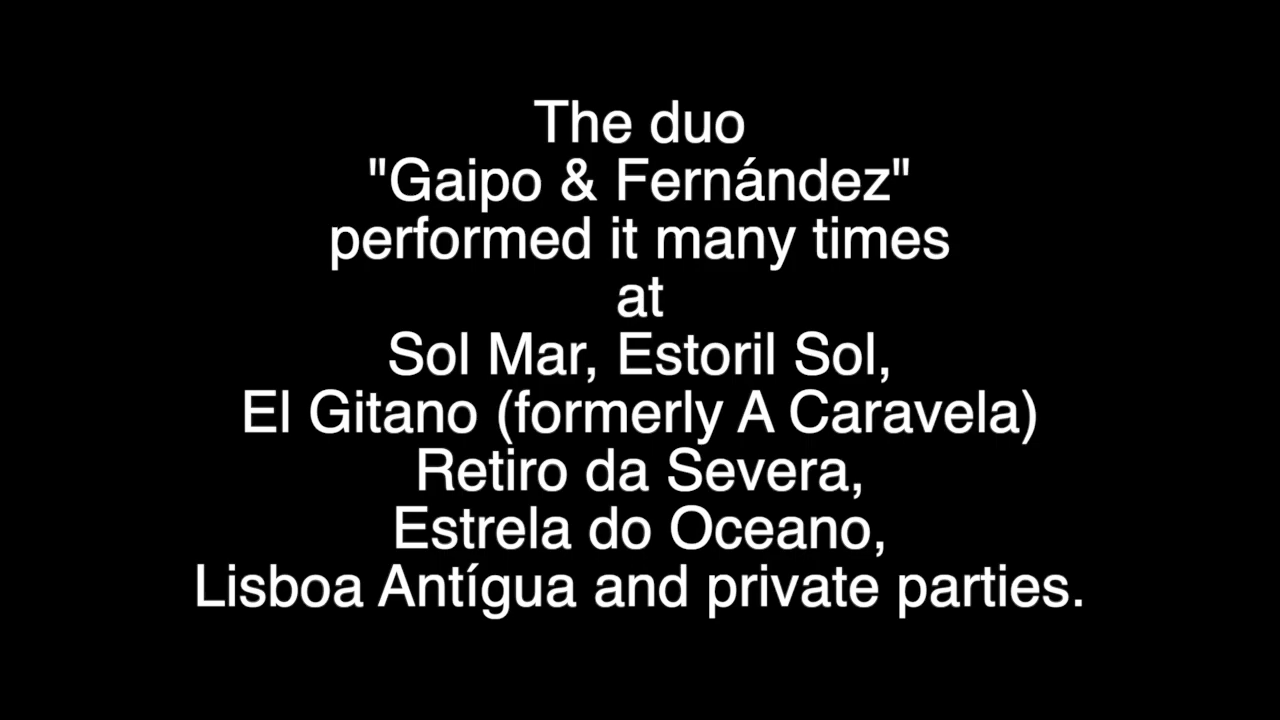 The duo
"Gaipo & Fernández"
performed it many times
at
Sol Mar, Estoril Sol,
El Gitano (formerly A Caravela)
Retiro da Severa,
Estrela do Oceano,
Lisboa Antígua and private parties.